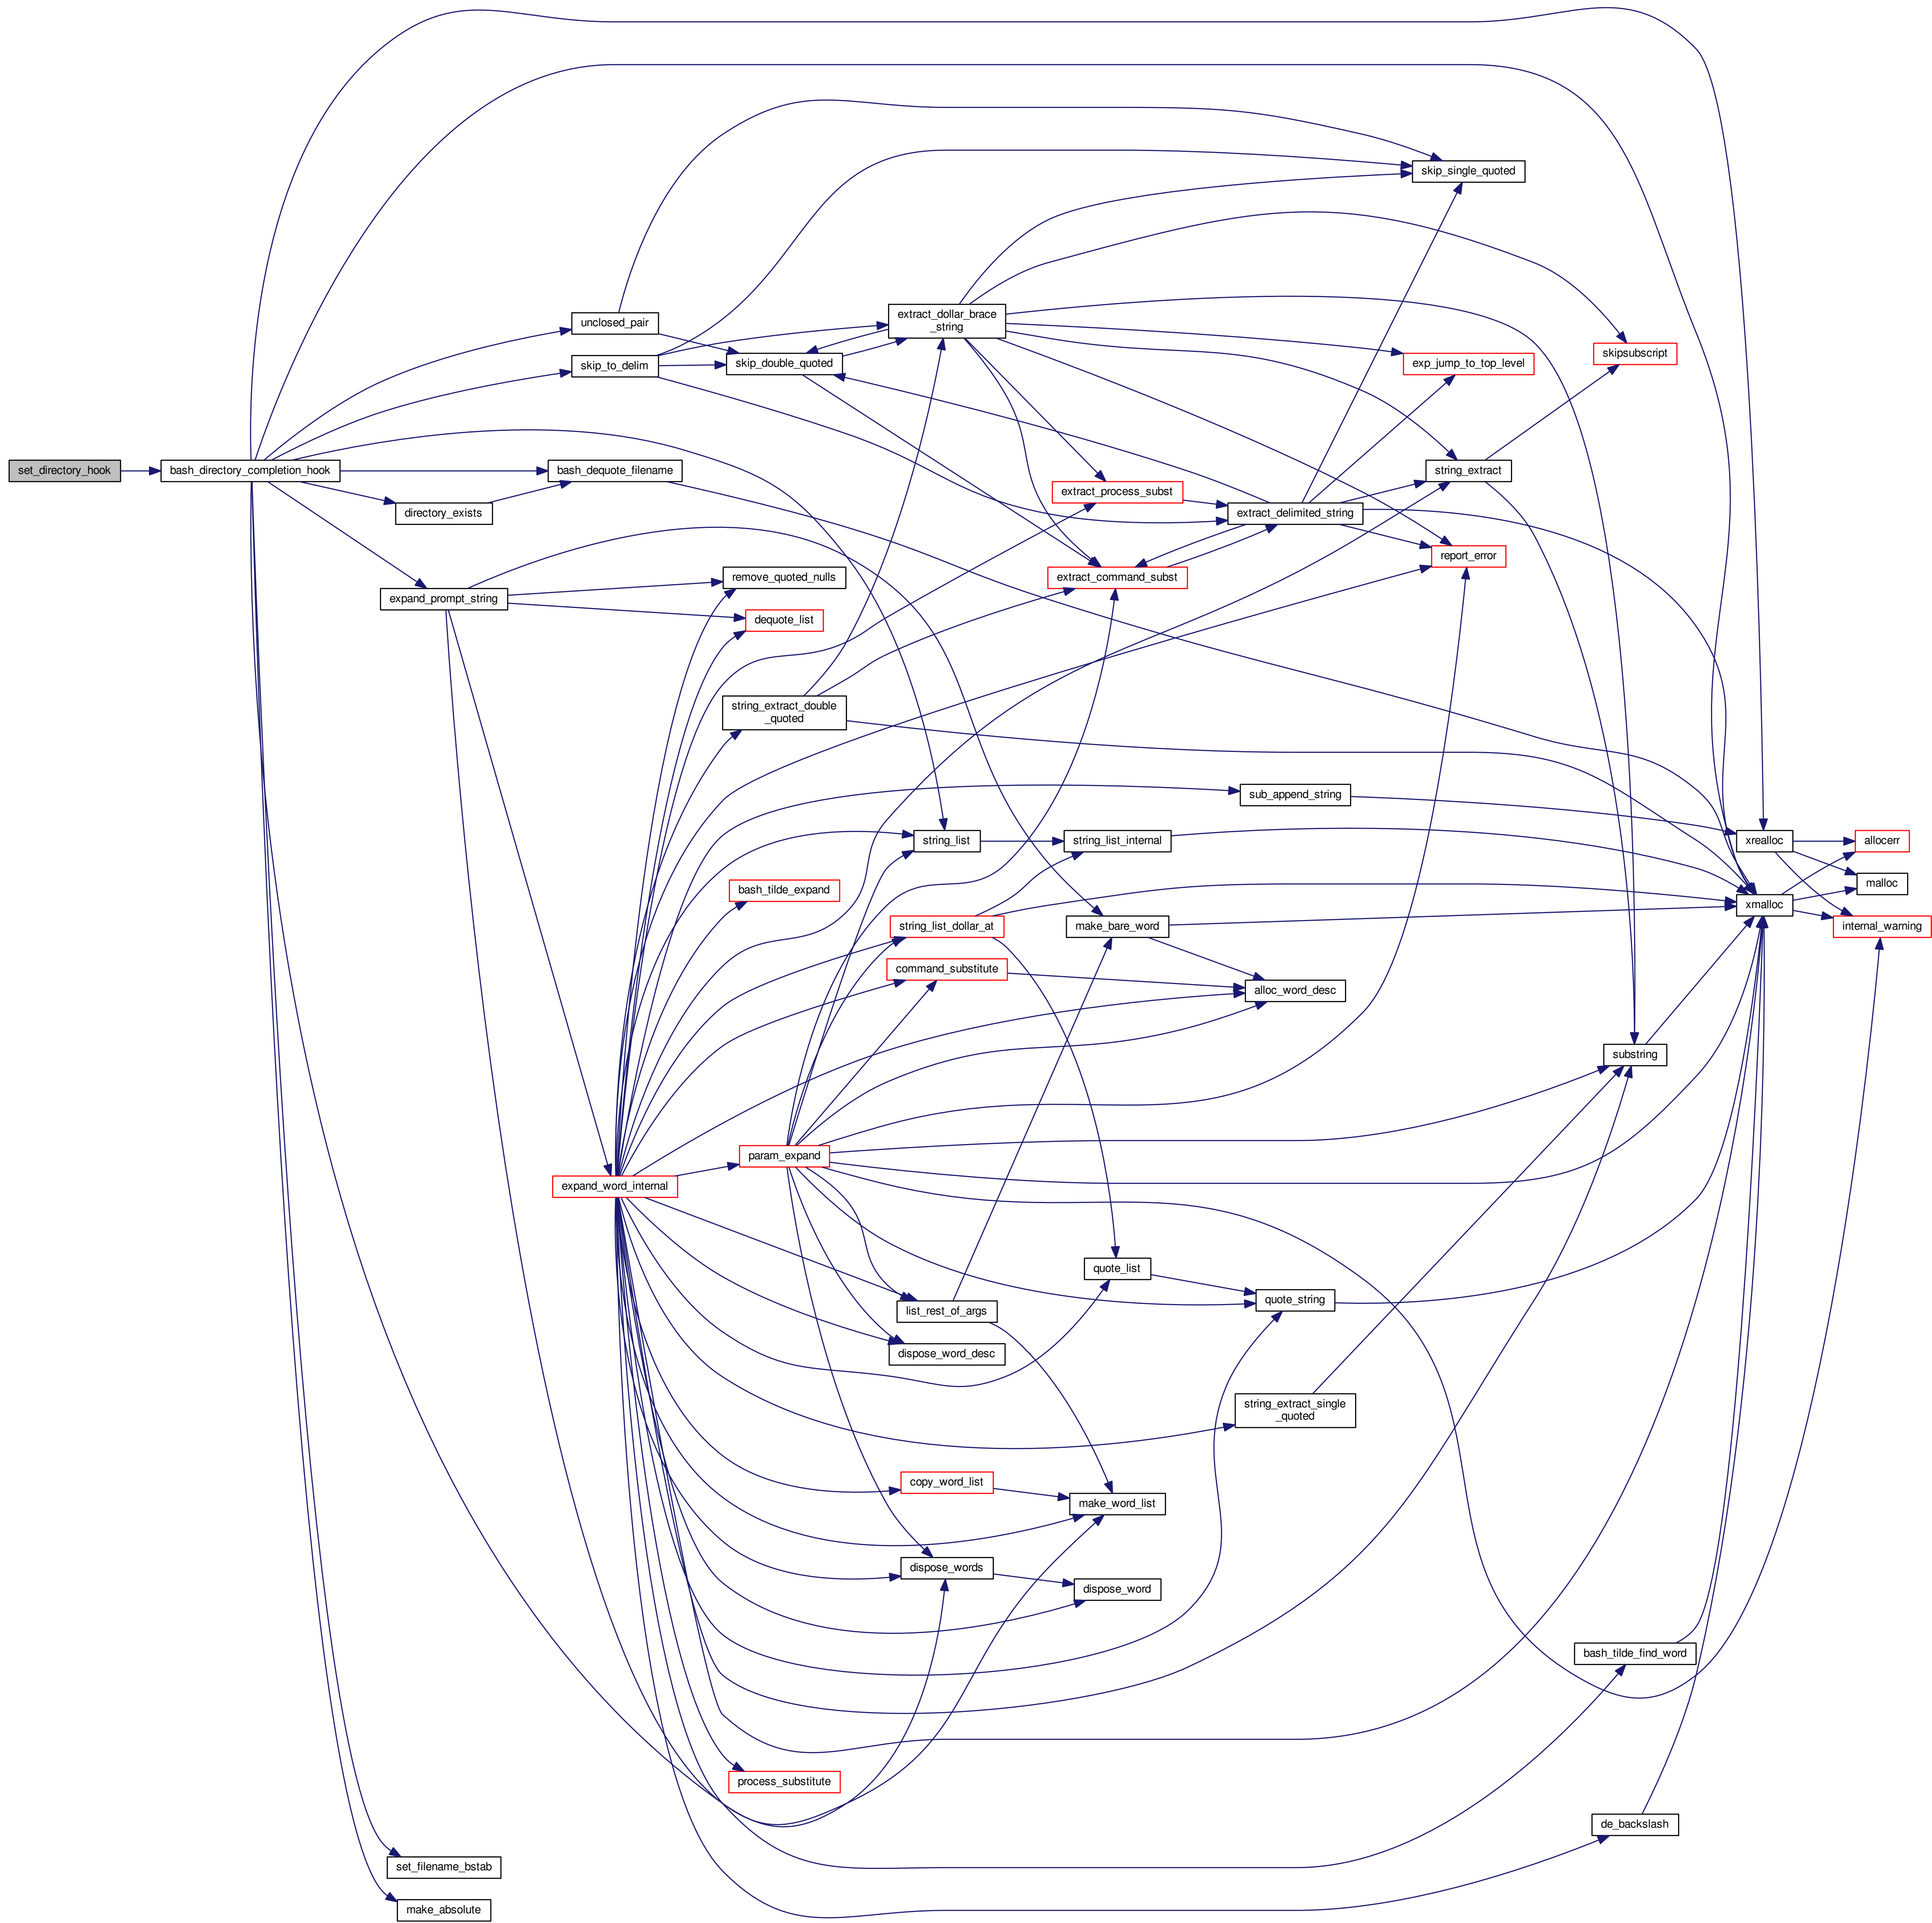 skip_single_quoted
unclosed_pair
extract_dollar_brace
_string
skipsubscript
skip_to_delim
skip_double_quoted
exp_jump_to_top_level
set_directory_hook
bash_directory_completion_hook
bash_dequote_filename
string_extract
directory_exists
extract_process_subst
extract_delimited_string
report_error
expand_prompt_string
remove_quoted_nulls
extract_command_subst
dequote_list
string_extract_double
_quoted
sub_append_string
string_list
string_list_internal
xrealloc
allocerr
bash_tilde_expand
malloc
string_list_dollar_at
make_bare_word
xmalloc
internal_warning
command_substitute
alloc_word_desc
substring
param_expand
expand_word_internal
quote_list
quote_string
list_rest_of_args
dispose_word_desc
string_extract_single
_quoted
copy_word_list
make_word_list
dispose_words
dispose_word
bash_tilde_find_word
process_substitute
de_backslash
set_filename_bstab
make_absolute